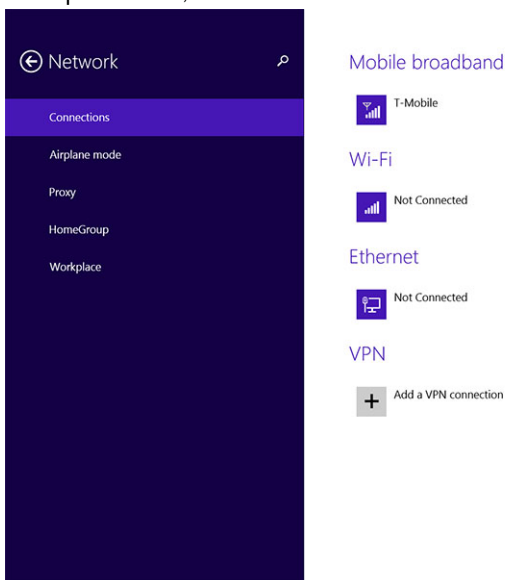 Network
Connections
Airplane mode
Proxy
HomeGroup
Workplace
Mobile broadband
T-Mobile
Wi-Fi
Not Connected
Ethernet
Not Connected
VPN
Add a VPN connection